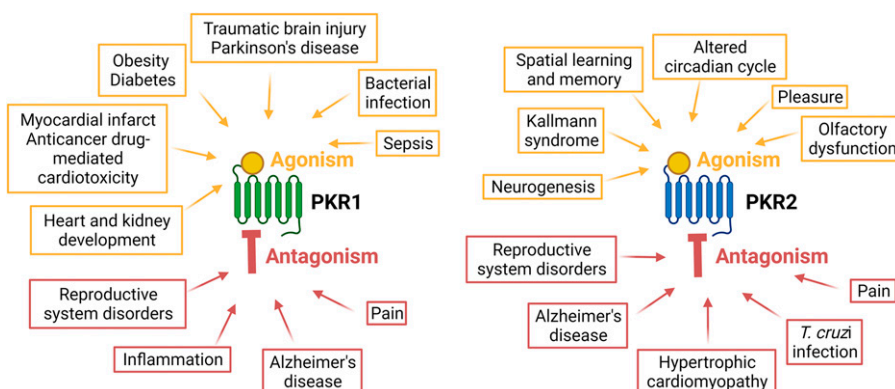 Traumatic brain injury
Parkinson's disease
Obesity
Diabetes
Bacterial
infection
Myocardial infarct
Anticancer drug-
mediated
cardiotoxicity
Sepsis
Agonism
Heart and kidney
development
PKR1
Antagonism
Reproductive
system disorders
Pain
Inflammation
Alzheimer's
disease
Spatial learning
and memory
Altered
circadian cycle
Pleasure
Kallmann
syndrome
Olfactory
dysfunction
Agonism
Neurogenesis
PKR2
Reproductive
system disorders
Antagonism
Pain
Alzheimer's
disease
T. cruzi
infection
Hypertrophic
cardiomyopathy